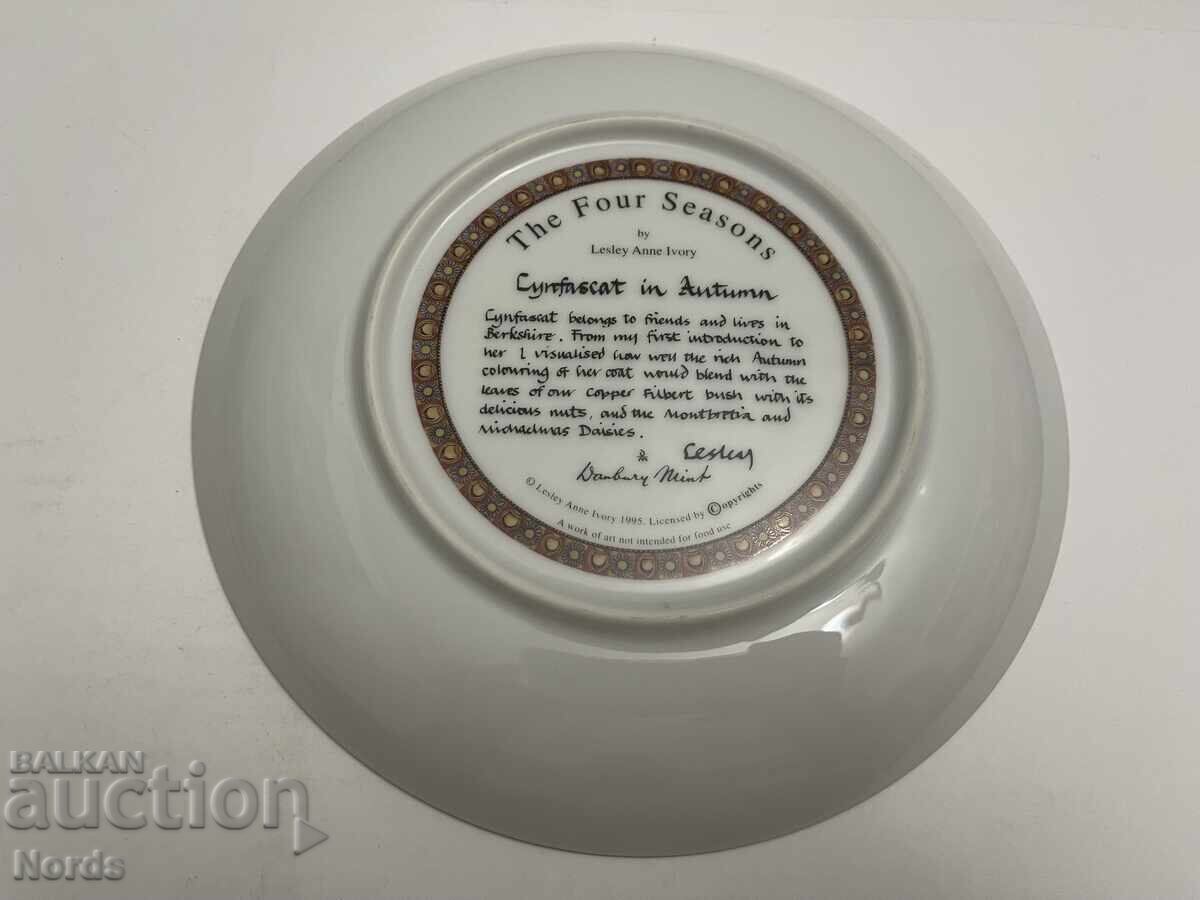 The Four Seasons
by
Lesley Anne Ivory
Cynfascat in Autumn
Cynfascat belongs to friends and lives in
Berkshire. From my first introduction to
her I visualised how well the rich Autumn
colouring of her coat would blend with the
leaves of our Copper Filbert bush with its
delicious nuts, and the Montbretia and
Michaelmas Daisies.
Lesley
Danbury Mint
© Lesley Anne Ivory 1995. Licensed by ©opyrights
A work of art not intended for food use
BALKAN
auction
Nords